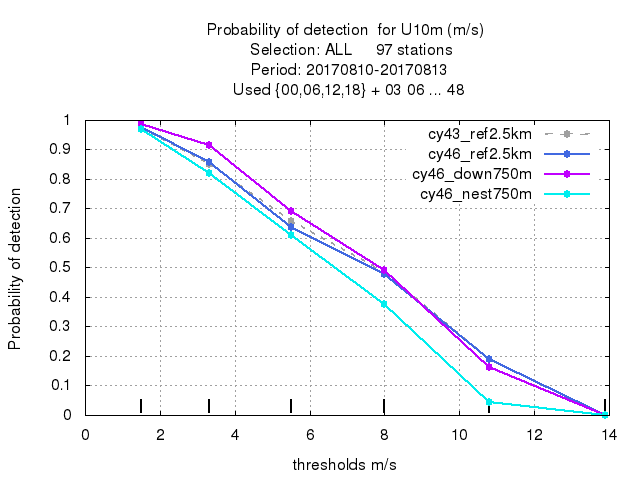 Probability of detection  for U10m (m/s)
Selection: ALL     97 stations
Period: 20170810-20170813
Used {00,06,12,18} + 03 06 ... 48
cy43_ref2.5km
cy46_ref2.5km
cy46_down750m
cy46_nest750m
Probability of detection
1
0.9
0.8
0.7
0.6
0.5
0.4
0.3
0.2
0.1
0
0 2 4 6 8 10 12 14
thresholds m/s